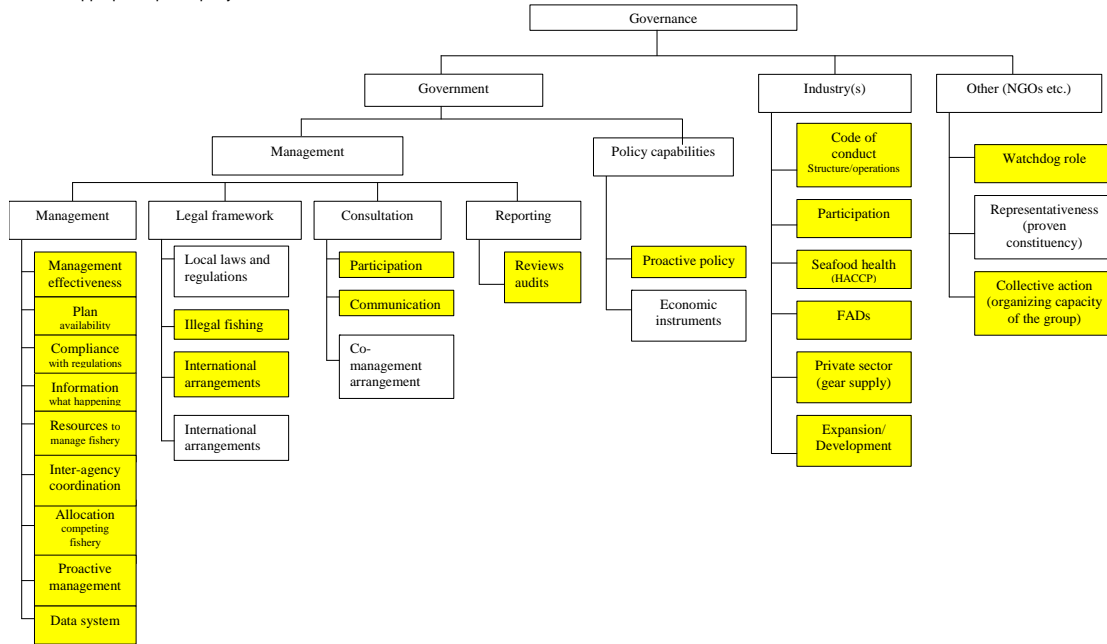 Governance
Government
Industry(s)
Other (NGOs etc.)
Management
Policy capabilities
Management
Legal framework
Consultation
Reporting
Management
effectiveness
Plan
availability
Compliance
with regulations
Information
what happening
Resources to
manage fishery
Inter-agency
coordination
Allocation
competing
fishery
Proactive
management
Data system
Local laws and
regulations
Illegal fishing
International
arrangements
International
arrangements
Participation
Communication
Co-
management
arrangement
Reviews
audits
Proactive policy
Economic
instruments
Code of
conduct
Structure/operations
Participation
Seafood health
(HACCP)
FADs
Private sector
(gear supply)
Expansion/
Development
Watchdog role
Representativeness
(proven
constituency)
Collective action
(organizing capacity
of the group)